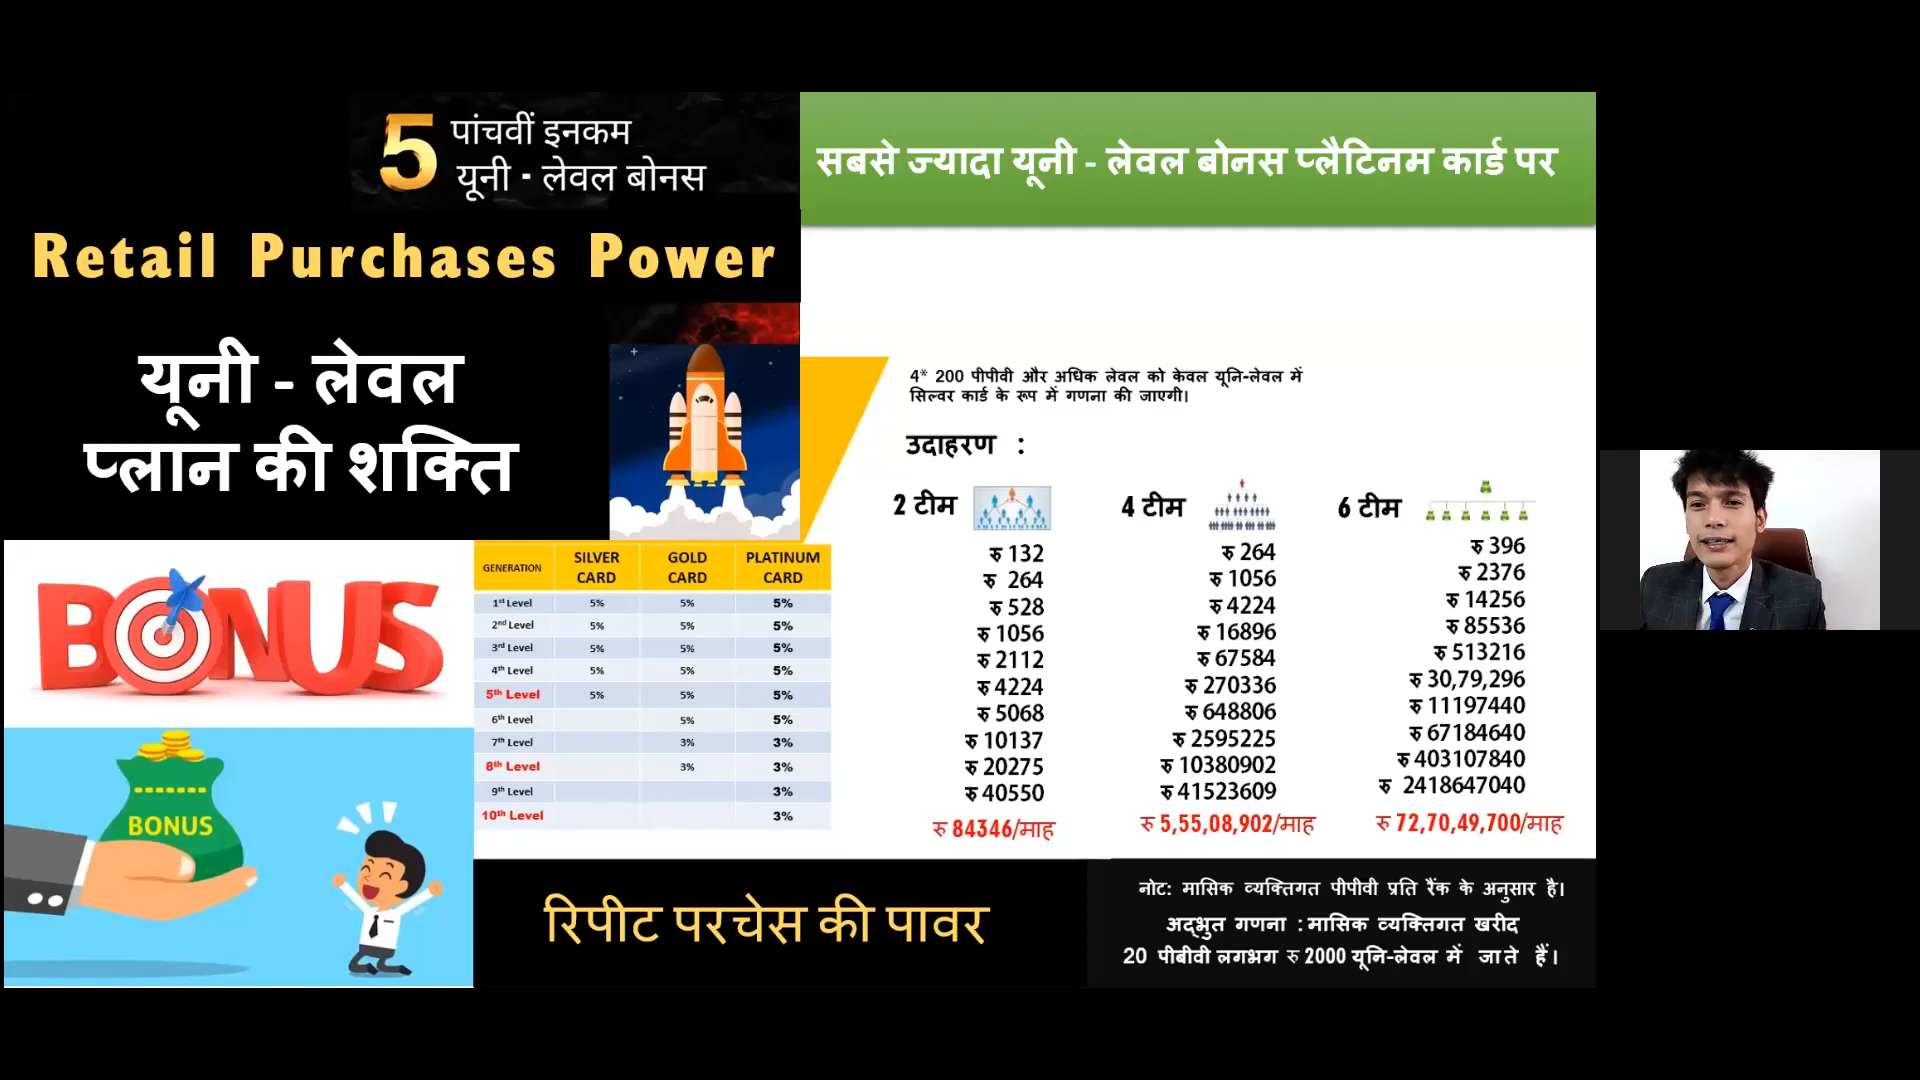 5 पांचवीं इनकम
यूनी - लेवल बोनस
Retail Purchases Power
यूनी - लेवल
प्लान की शक्ति
BONUS
BONUS
सबसे ज्यादा यूनी - लेवल बोनस प्लैटिनम कार्ड पर
4* 200 पीपीवी और अधिक लेवल को केवल यूनि-लेवल में
सिल्वर कार्ड के रूप में गणना की जाएगी।
उदाहरण :
2 टीम
रु 132
रु 264
रु 528
रु 1056
रु 2112
रु 4224
रु 5068
रु 10137
रु 20275
रु 40550
रु 84346/माह
4 टीम
रु 264
रु 1056
रु 4224
रु 16896
रु 67584
रु 270336
रु 648806
रु 2595225
रु 10380902
रु 41523609
रु 5,55,08,902/माह
6 टीम
रु 396
रु 2376
रु 14256
रु 85536
रु 513216
रु 30,79,296
रु 11197440
रु 67184640
रु 403107840
रु 2418647040
रु 72,70,49,700/माह
GENERATION SILVER CARD GOLD CARD PLATINUM CARD
1st Level 5% 5% 5%
2nd Level 5% 5% 5%
3rd Level 5% 5% 5%
4th Level 5% 5% 5%
5th Level 5% 5% 5%
6th Level 5% 5%
7th Level 3% 3%
8th Level 3% 3%
9th Level 3%
10th Level 3%
रिपीट परचेस की पावर
नोट: मासिक व्यक्तिगत पीपीवी प्रति रैंक के अनुसार है।
अद्भुत गणना : मासिक व्यक्तिगत खरीद
20 पीबीवी लगभग रु 2000 यूनि-लेवल में जाते हैं।